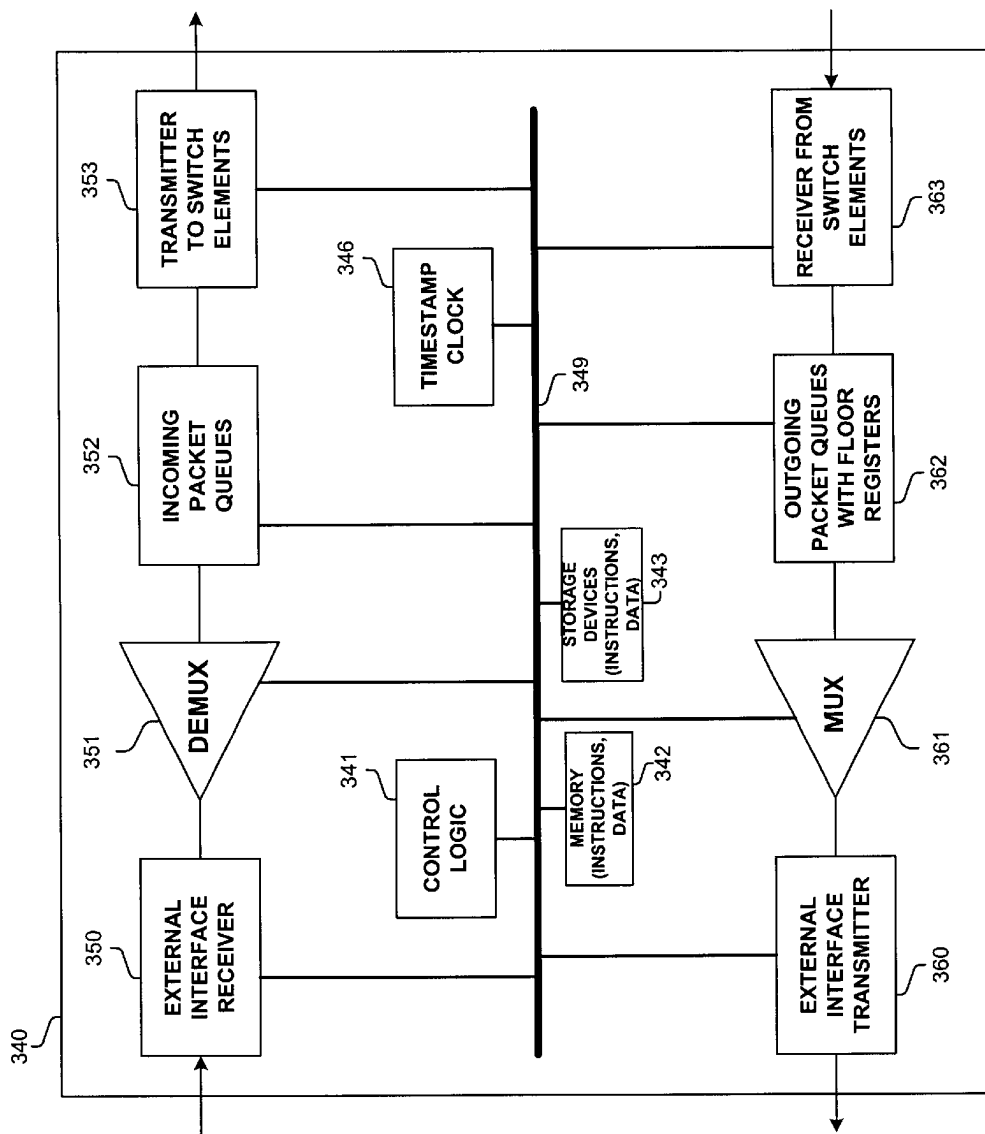 340
350
EXTERNAL
INTERFACE
RECEIVER
351
DEMUX
352
INCOMING
PACKET
QUEUES
353
TRANSMITTER
TO SWITCH
ELEMENTS
341
CONTROL
LOGIC
346
TIMESTAMP
CLOCK
349
342
MEMORY
(INSTRUCTIONS,
DATA)
343
STORAGE
DEVICES
(INSTRUCTIONS,
DATA)
EXTERNAL
INTERFACE
TRANSMITTER
360
MUX
361
OUTGOING
PACKET QUEUES
WITH FLOOR
REGISTERS
362
RECEIVER FROM
SWITCH
ELEMENTS
363